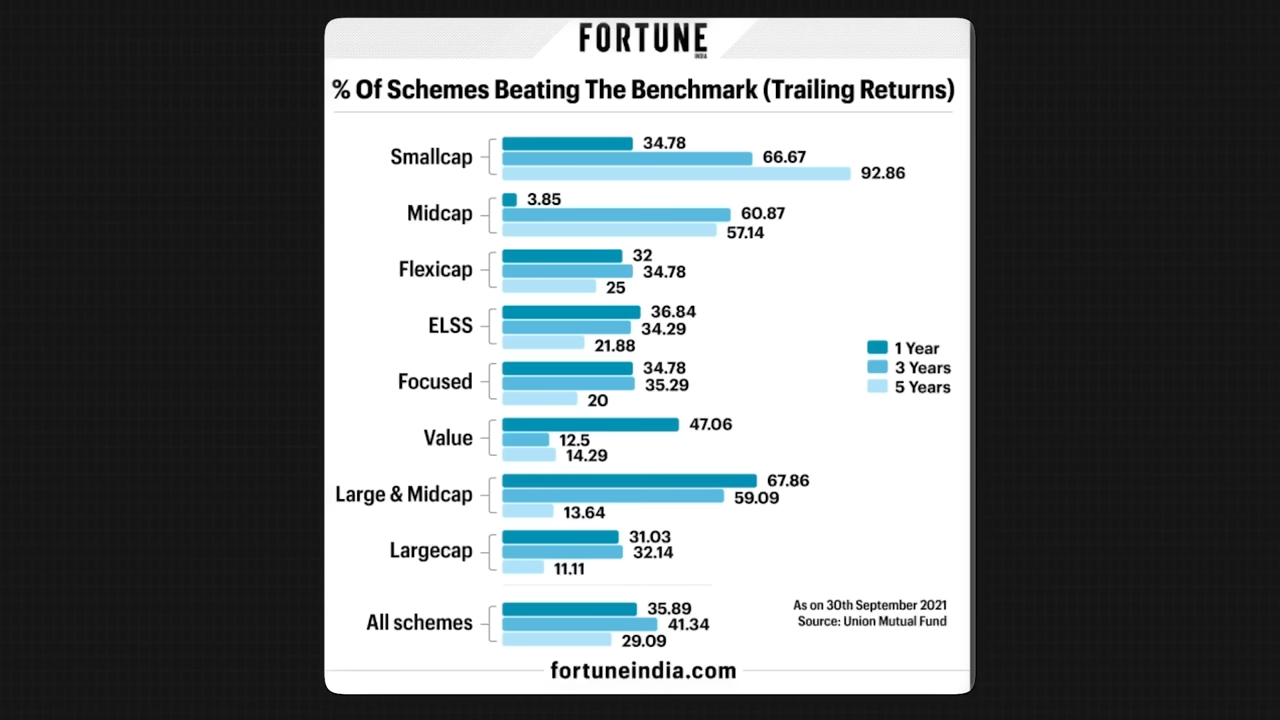 FORTUNE
INDIA
% Of Schemes Beating The Benchmark (Trailing Returns)
Smallcap
34.78
66.67
92.86
Midcap
3.85
60.87
57.14
Flexicap
32
34.78
25
ELSS
36.84
34.29
21.88
Focused
34.78
35.29
20
Value
47.06
12.5
14.29
Large & Midcap
67.86
59.09
13.64
Largecap
31.03
32.14
11.11
All schemes
35.89
41.34
29.09
1 Year
3 Years
5 Years
As on 30th September 2021
Source: Union Mutual Fund
fortuneindia.com